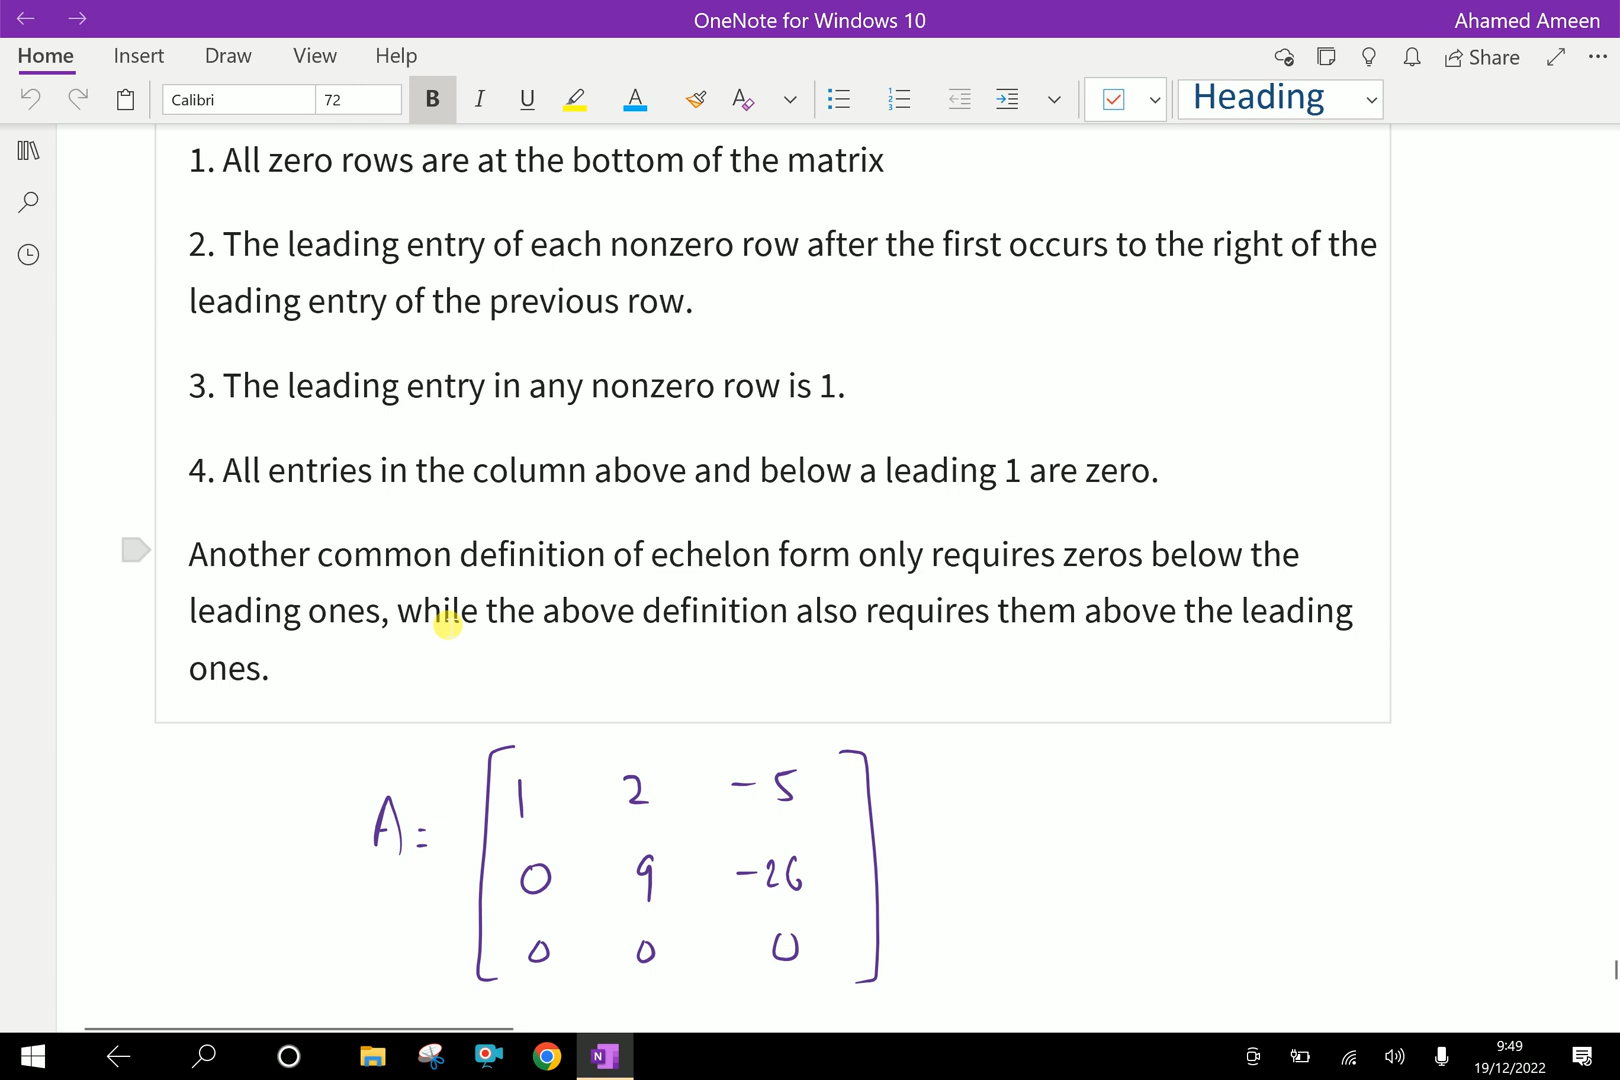 OneNote for Windows 10
Ahamed Ameen
Home Insert Draw View Help
Share
Calibri 72 B I U A A Heading
1. All zero rows are at the bottom of the matrix
2. The leading entry of each nonzero row after the first occurs to the right of the
leading entry of the previous row.
3. The leading entry in any nonzero row is 1.
4. All entries in the column above and below a leading 1 are zero.
Another common definition of echelon form only requires zeros below the
leading ones, while the above definition also requires them above the leading
ones.
A= 1 2 -5
0 9 -26
0 0 0
9:49
19/12/2022